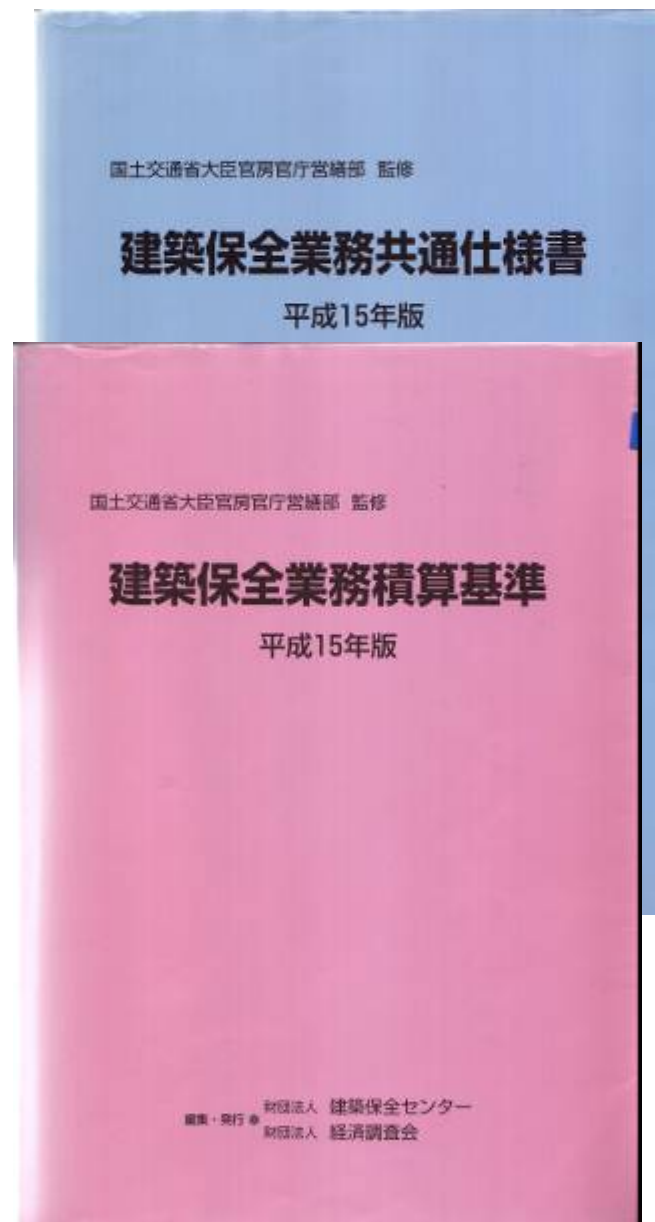 国土交通省大臣官房官庁営繕部 監修
建築保全業務共通仕様書
平成15年版
国土交通省大臣官房官庁営繕部 監修
建築保全業務積算基準
平成15年版
編集・発行 ● 財団法人 建築保全センター
財団法人 経済調査会